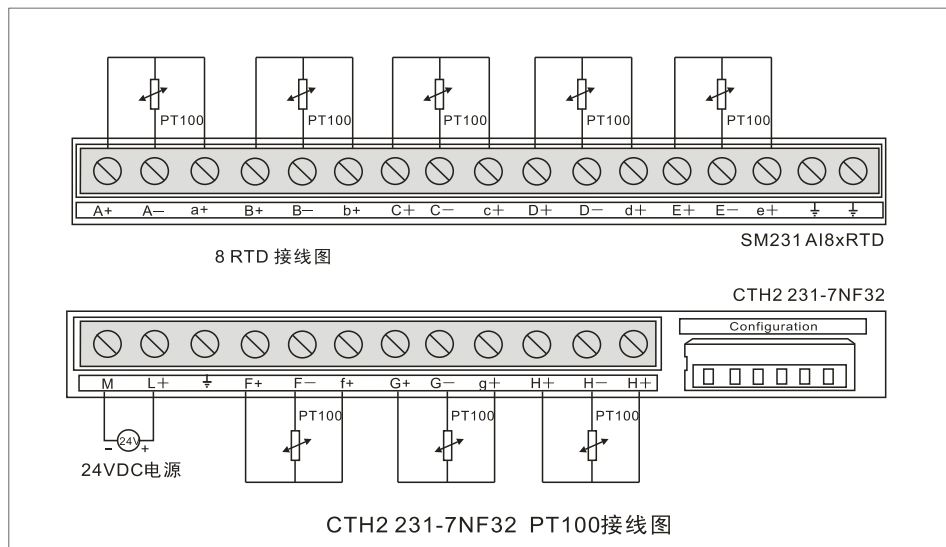 PT100 PT100 PT100 PT100 PT100
A+ A- a+ B+ B- b+ C+ C- c+ D+ D- d+ E+ E- e+
SM231 AI8xRTD
8 RTD 接线图
CTH2 231-7NF32
Configuration
M L+ F+ F- f+ G+ G- g+ H+ H- H+
PT100 PT100 PT100
- 24V +
24VDC电源
CTH2 231-7NF32 PT100接线图